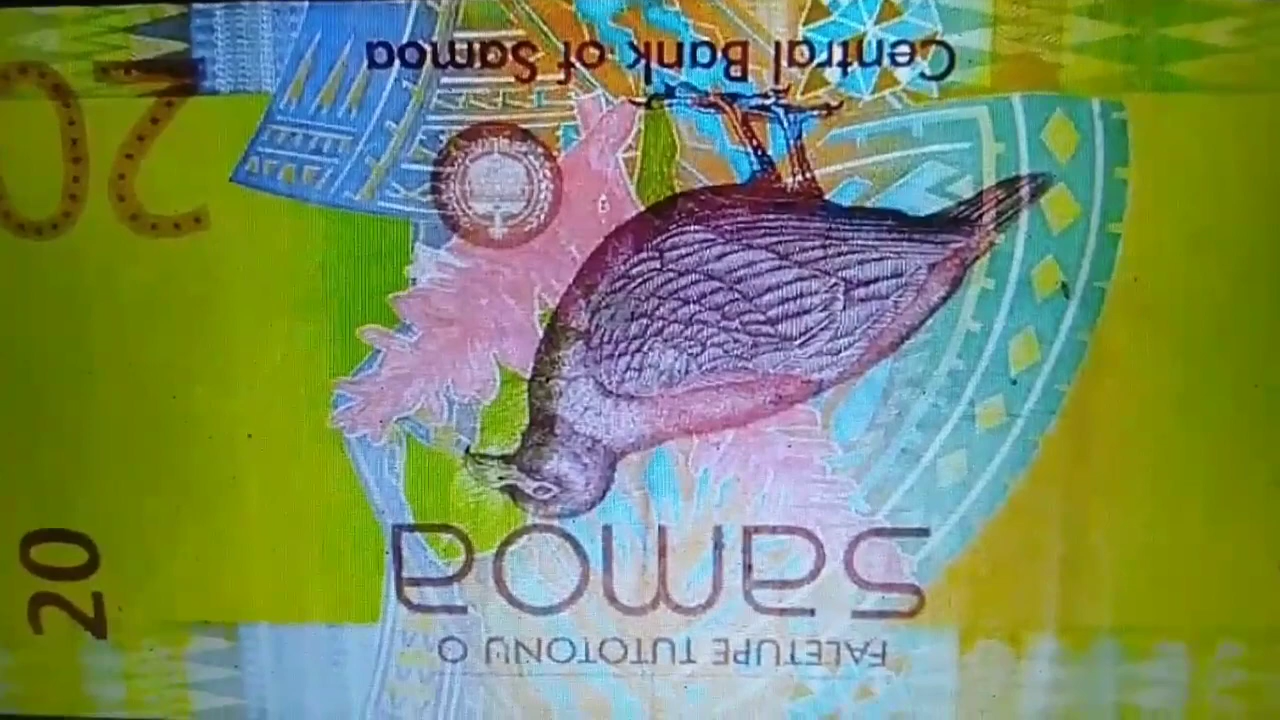 FALETUPE TUTOTONU O
samoa
20
20
Central Bank of Samoa